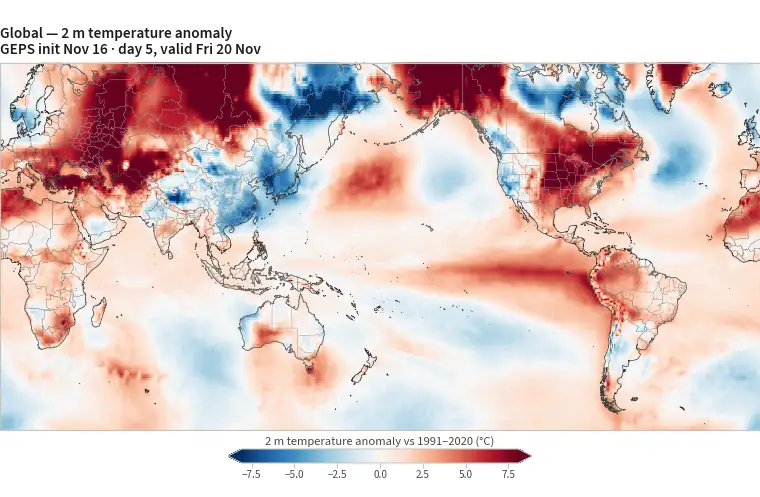 Global — 2 m temperature anomaly
GEPS init Nov 16 · day 5, valid Fri 20 Nov
2 m temperature anomaly vs 1991–2020 (°C)
−7.5 −5.0 −2.5 0.0 2.5 5.0 7.5